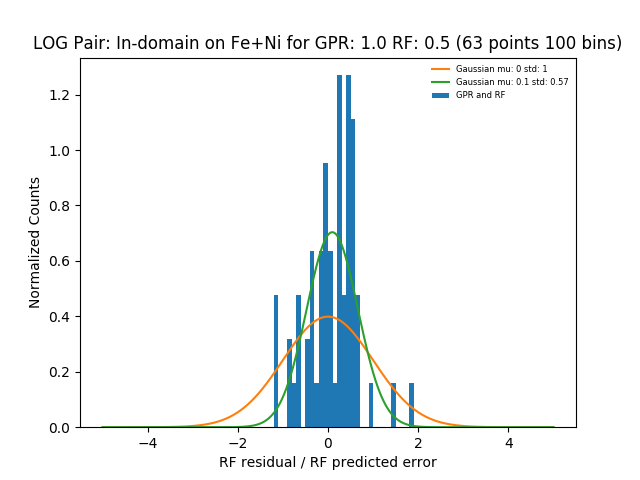 LOG Pair: In-domain on Fe+Ni for GPR: 1.0 RF: 0.5 (63 points 100 bins)
Gaussian mu: 0 std: 1
Gaussian mu: 0.1 std: 0.57
GPR and RF
Normalized Counts
1.2
1.0
0.8
0.6
0.4
0.2
0.0
−4 −2 0 2 4
RF residual / RF predicted error